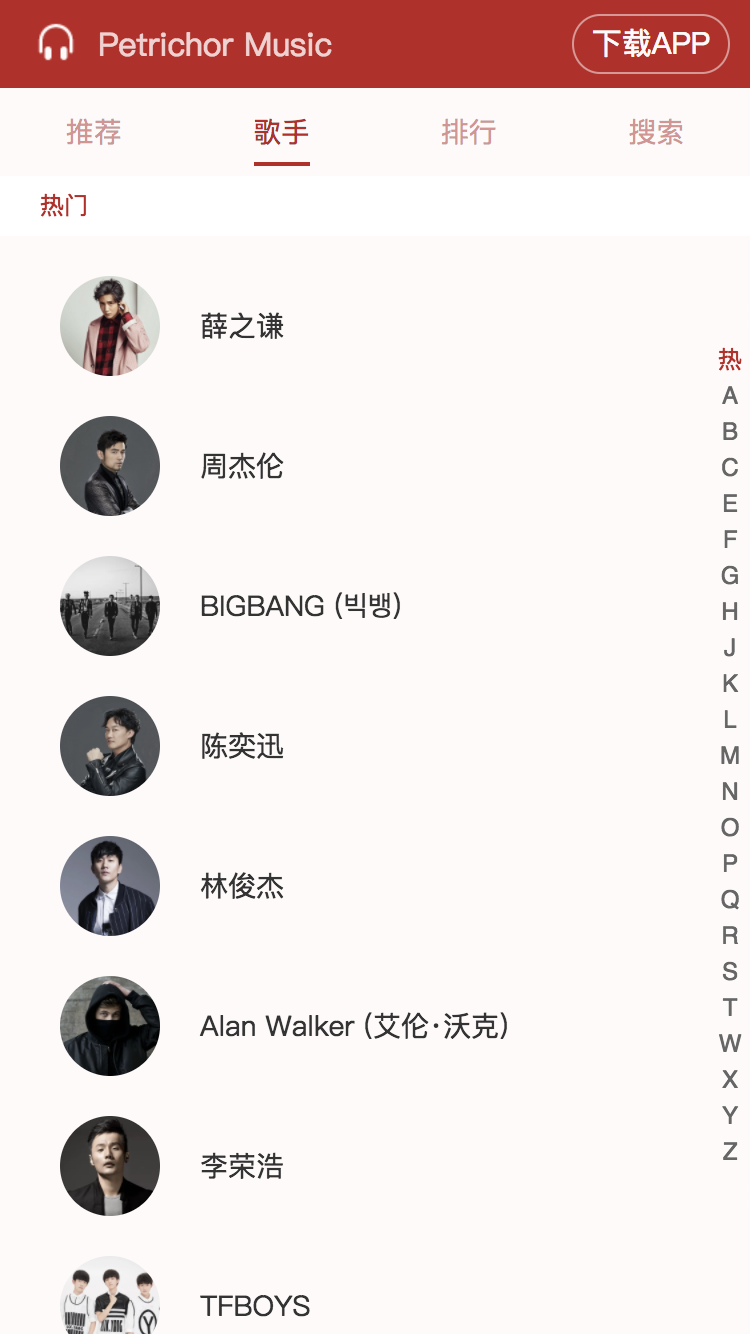 Petrichor Music
下载APP
推荐 歌手 排行 搜索
热门
薛之谦
周杰伦
BIGBANG (빅뱅)
陈奕迅
林俊杰
Alan Walker (艾伦·沃克)
李荣浩
TFBOYS
热
A
B
C
E
F
G
H
J
K
L
M
N
O
P
Q
R
S
T
W
X
Y
Z